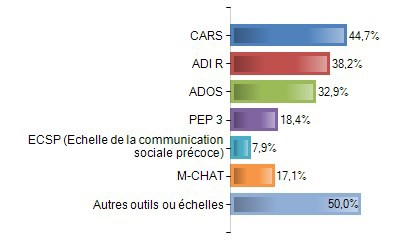 CARS 44,7%
ADI R 38,2%
ADOS 32,9%
PEP 3 18,4%
ECSP (Echelle de la communication
sociale précoce) 7,9%
M-CHAT 17,1%
Autres outils ou échelles 50,0%